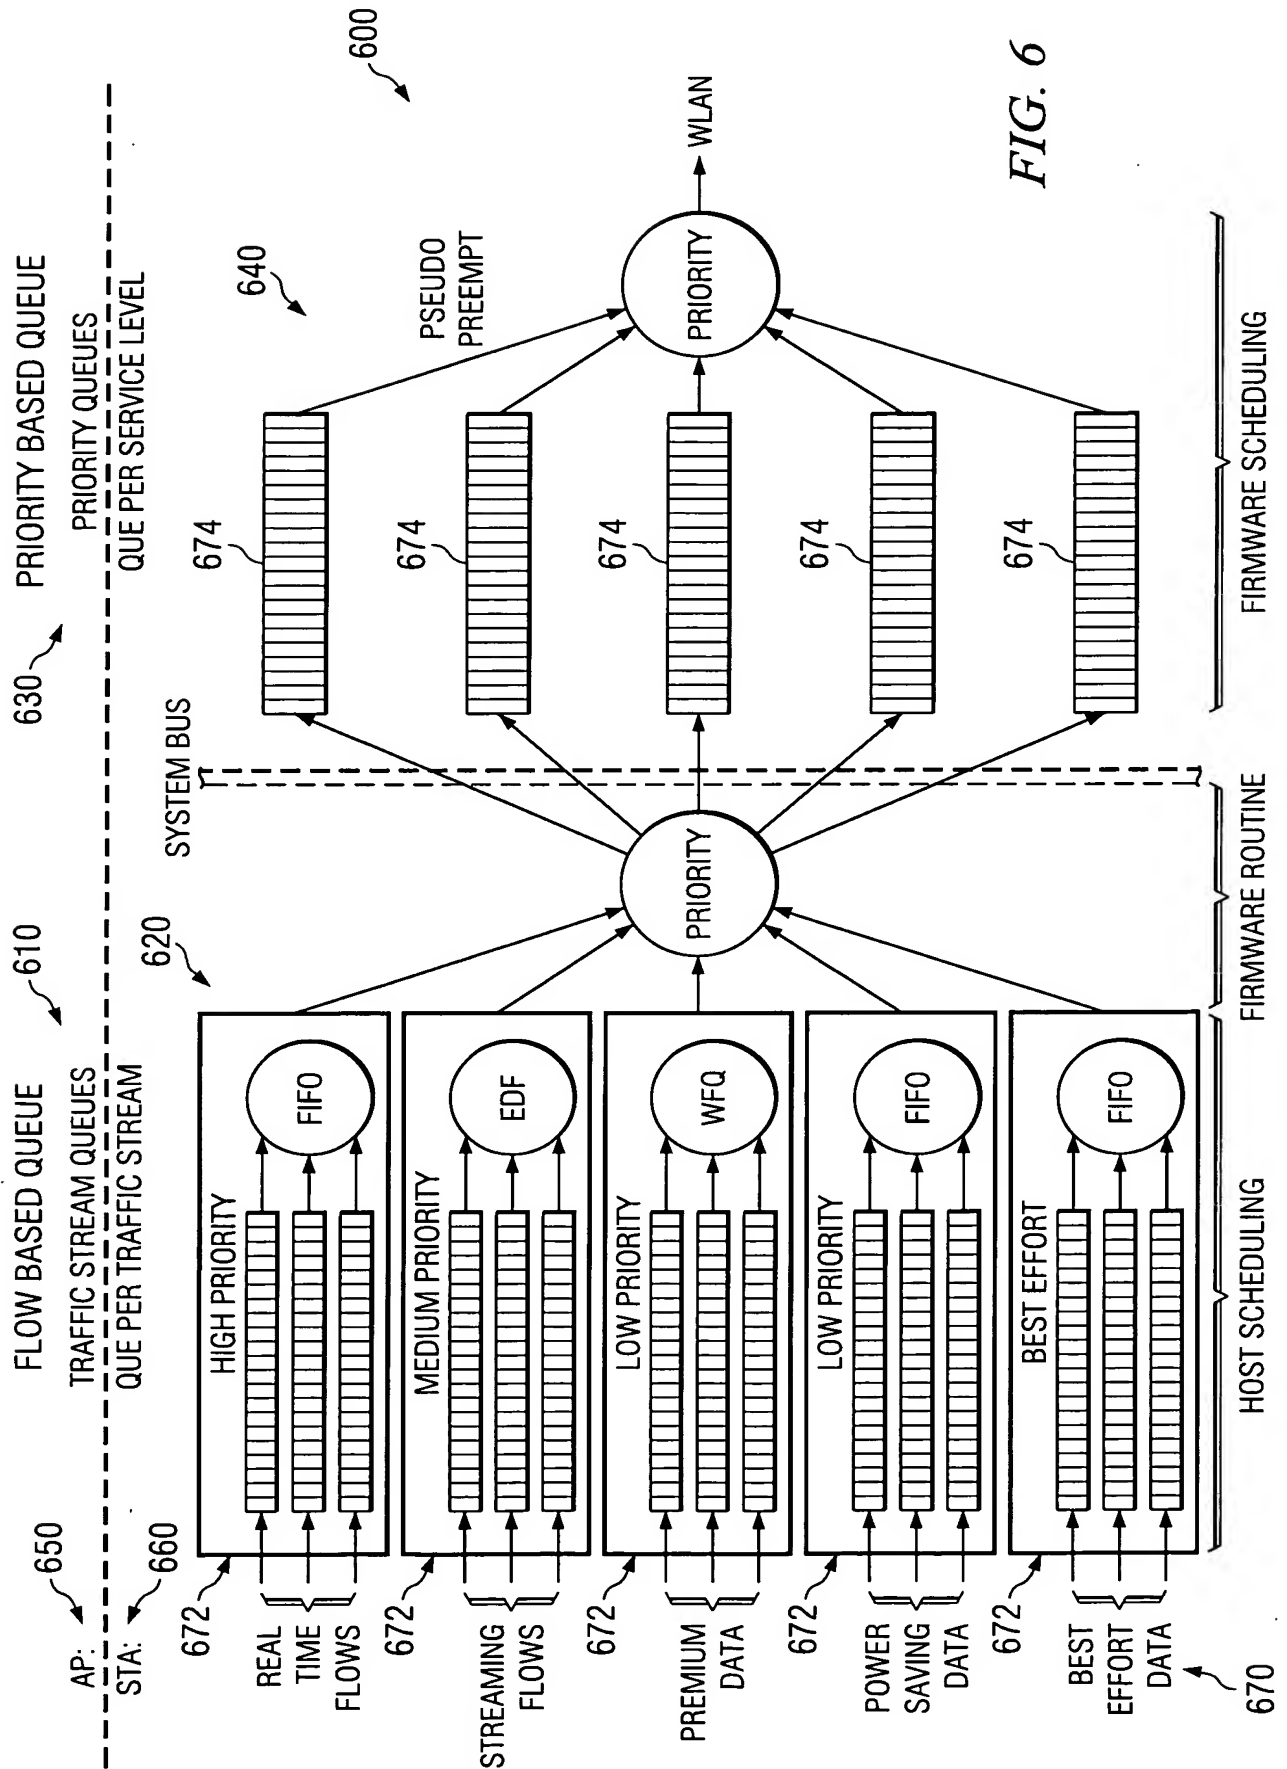 FLOW BASED QUEUE
610
630
PRIORITY BASED QUEUE
650
AP:
TRAFFIC STREAM QUEUES
PRIORITY QUEUES
STA:
660
QUE PER TRAFFIC STREAM
QUE PER SERVICE LEVEL
620
SYSTEM BUS
640
600
672
REAL
TIME
FLOWS
HIGH PRIORITY
FIFO
674
672
STREAMING
FLOWS
MEDIUM PRIORITY
EDF
674
PSEUDO
PREEMPT
672
PREMIUM
DATA
LOW PRIORITY
WFQ
PRIORITY
674
PRIORITY
WLAN
672
POWER
SAVING
DATA
LOW PRIORITY
FIFO
674
672
BEST
EFFORT
DATA
BEST EFFORT
FIFO
674
670
HOST SCHEDULING
FIRMWARE ROUTINE
FIRMWARE SCHEDULING
FIG. 6